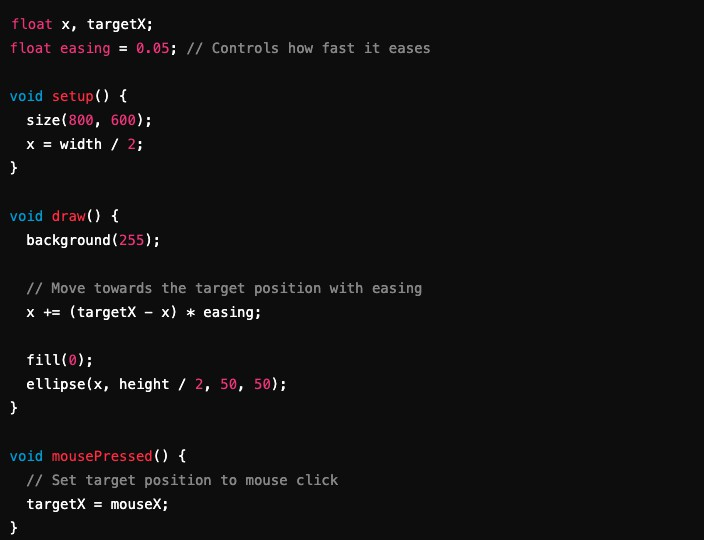 float x, targetX;
float easing = 0.05; // Controls how fast it eases
void setup() {
  size(800, 600);
  x = width / 2;
}
void draw() {
  background(255);
  // Move towards the target position with easing
  x += (targetX - x) * easing;
  fill(0);
  ellipse(x, height / 2, 50, 50);
}
void mousePressed() {
  // Set target position to mouse click
  targetX = mouseX;
}